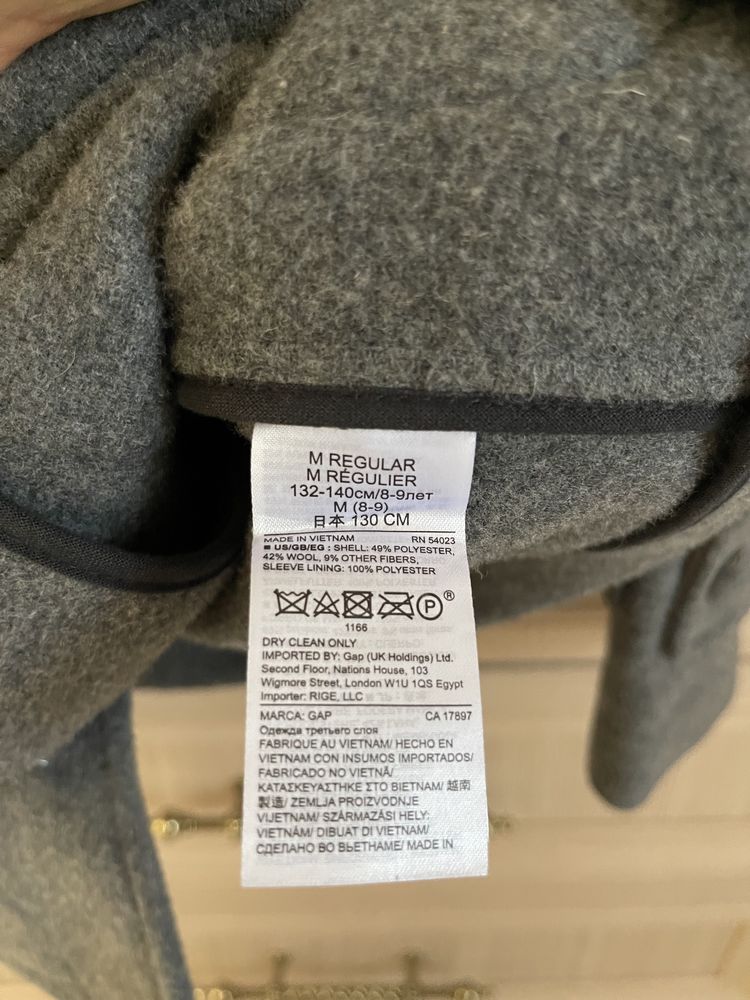 M REGULAR
M RÉGULIER
132-140см/8-9лет
M (8-9)
日本 130 CM
MADE IN VIETNAM RN 54023
■ US/GB/EG : SHELL: 49% POLYESTER,
42% WOOL, 9% OTHER FIBERS,
SLEEVE LINING: 100% POLYESTER
P®
1166
DRY CLEAN ONLY
IMPORTED BY: Gap (UK Holdings) Ltd.
Second Floor, Nations House, 103
Wigmore Street, London W1U 1QS Egypt
Importer: RIGE, LLC
MARCA: GAP CA 17897
Одежда третьего слоя
FABRIQUE AU VIETNAM/ HECHO EN
VIETNAM CON INSUMOS IMPORTADOS/
FABRICADO NO VIETNÃ/
ΚΑΤΑΣΚΕΥΑΣΤΗΚΕ ΣΤΟ ΒΙΕΤΝΑΜ/ 越南
製造/ ZEMLJA PROIZVODNJE
VIJETNAM/ SZÁRMAZÁSI HELY:
VIETNÁM/ DIBUAT DI VIETNAM/
СДЕЛАНО ВО ВЬЕТНАМЕ/ MADE IN